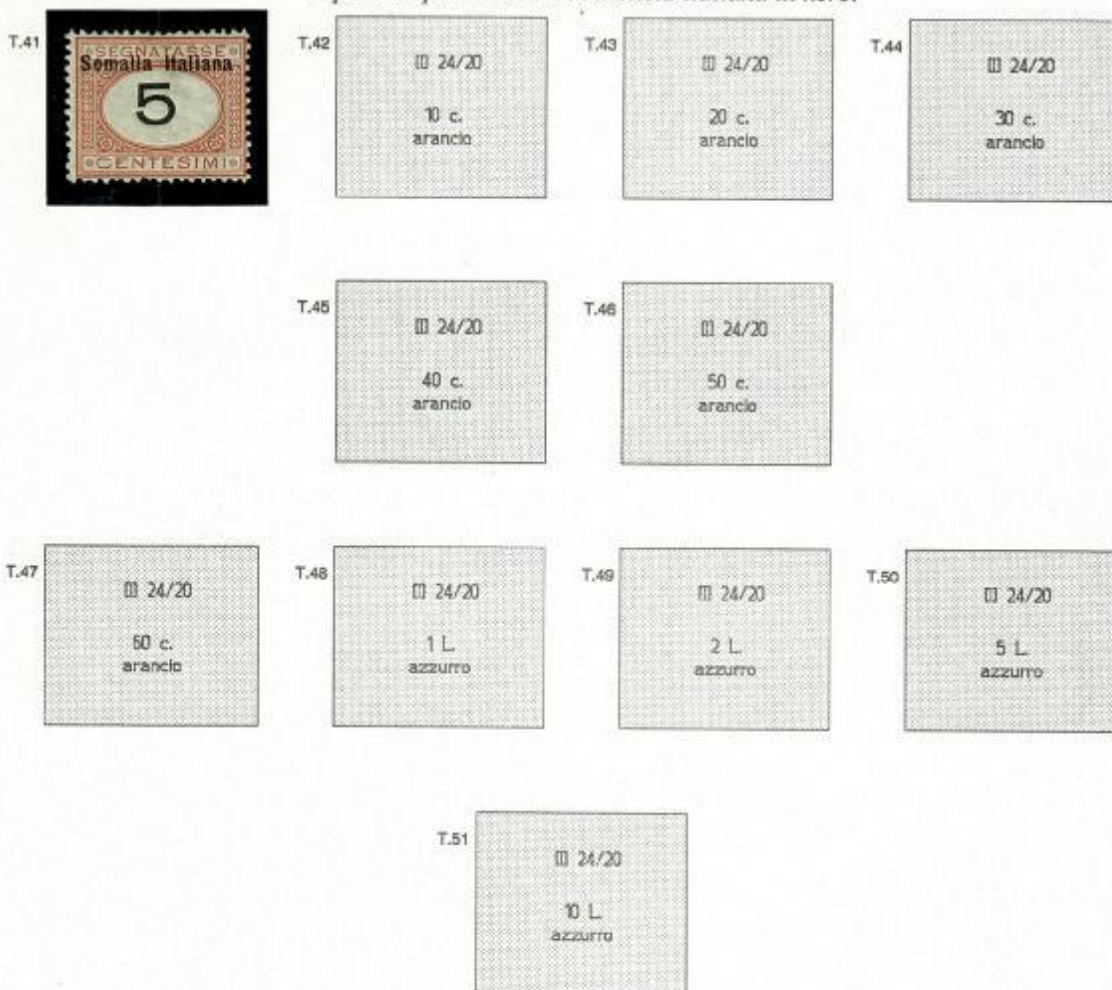 T.41
SEGNATASSE
Somalia Italiana
5
CENTESIMI
T.42
24/20
10 c.
arancio
T.43
24/20
20 c.
arancio
T.44
24/20
30 c.
arancio
T.45
24/20
40 c.
arancio
T.46
24/20
50 c.
arancio
T.47
24/20
60 c.
arancio
T.48
24/20
1 L.
azzurro
T.49
24/20
2 L.
azzurro
T.50
24/20
5 L.
azzurro
T.51
24/20
10 L.
azzurro